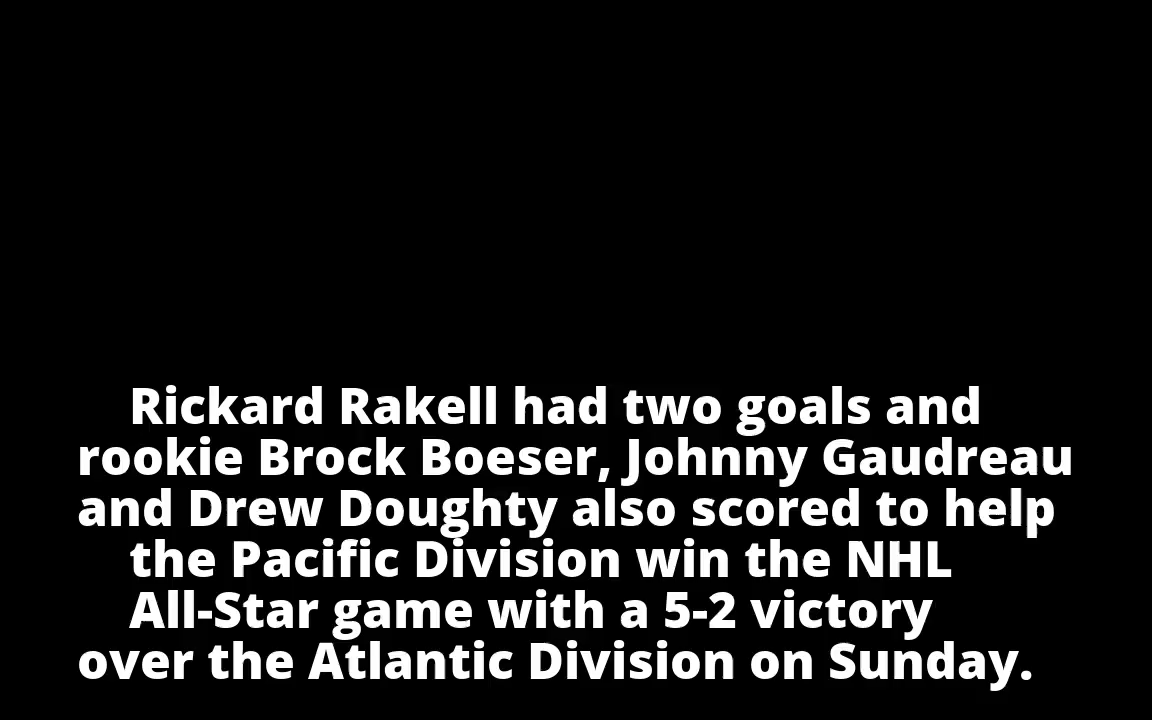 Rickard Rakell had two goals and
rookie Brock Boeser, Johnny Gaudreau
and Drew Doughty also scored to help
the Pacific Division win the NHL
All-Star game with a 5-2 victory
over the Atlantic Division on Sunday.